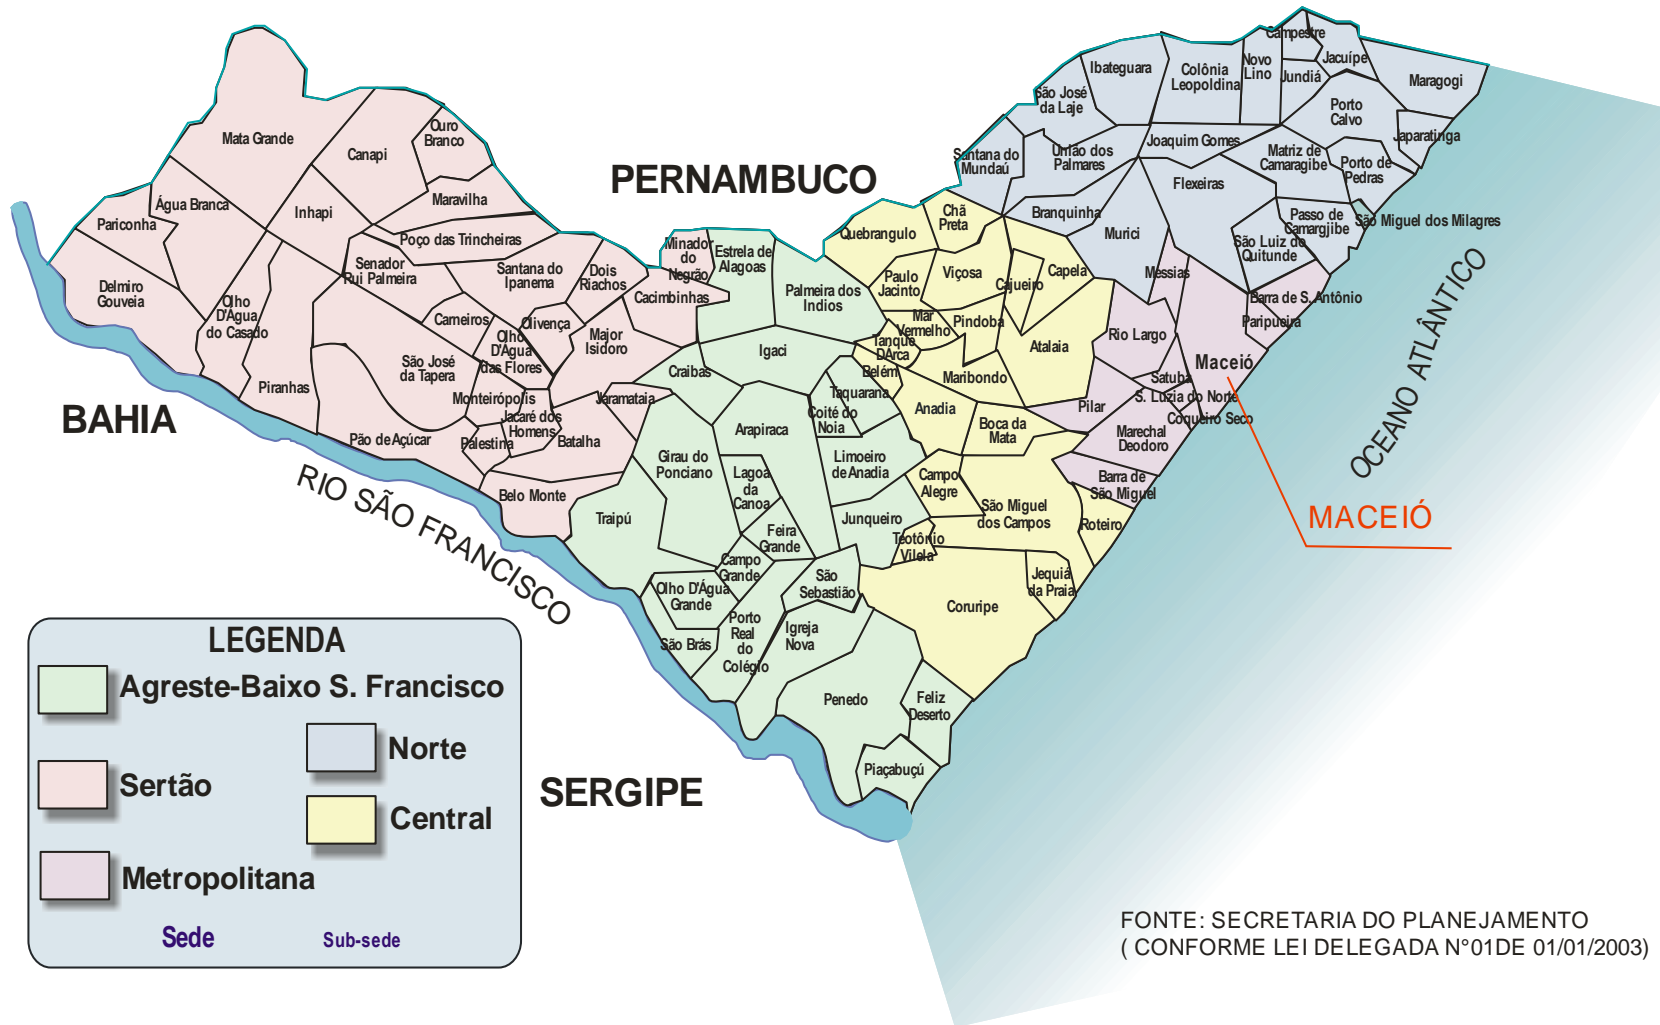 Campestre
Jacuípe
Novo
Lino
Ibateguara
Colônia
Leopoldina
Jundiá
Maragogi
São José
da Laje
Porto
Calvo
Japaratinga
Ouro
Branco
Mata Grande
Canapi
Joaquim Gomes
União dos
Palmares
Matriz de
Camaragibe
Santana do
Mundaú
Porto de
Pedras
PERNAMBUCO
Flexeiras
Maravilha
Água Branca
Inhapi
Pariconha
Chã
Preta
Branquinha
Passo de
Camargjibe
São Miguel dos Milagres
Quebrangulo
Murici
Poço das Trincheiras
Minador
do
Negrão
Estrela de
Alagoas
São Luiz do
Quitunde
Senador
Rui Palmeira
Santana do
Ipanema
Dois
Riachos
Viçosa
Capela
Messias
Paulo
Jacinto
Cajueiro
Delmiro
Gouveia
Palmeira dos
Indios
Cacimbinhas
Barra de S. Antônio
Olho
D'Água
do Casado
Carneiros
Olivença
Mar
Vermelho
Pindoba
Paripueira
Major
Isidoro
Rio Largo
Olho
D'Água
das Flores
Tanque
DArca
Atalaia
Igaci
OCEANO ATLÂNTICO
São José
da Tapera
Maceió
Craibas
Belém
Maribondo
Satuba
Piranhas
Taquarana
S. Luzia do Norte
Monteirópolis
Jaramataia
Pilar
Anadia
Jacaré dos
Homens
Coité do
Noia
Coqueiro Seco
BAHIA
Arapiraca
Boca da
Mata
Marechal
Deodoro
Pão de Açúcar
Palestina
Batalha
Girau do
Ponciano
Limoeiro
de Anadia
Lagoa
da
Canoa
Campo
Alegre
Barra de
São Miguel
Belo Monte
RIO SÃO FRANCISCO
São Miguel
dos Campos
Traipú
Junqueiro
Roteiro
MACEIÓ
Feira
Grande
Teotônio
Vilela
Campo
Grande
São
Sebastião
Jequiá
da Praia
Olho D'Água
Grande
Coruripe
Porto
Real
do
Colégio
Igreja
Nova
São Brás
Penedo
Feliz
Deserto
Piaçabuçú
SERGIPE
LEGENDA
Agreste-Baixo S. Francisco
Norte
Sertão
Central
Metropolitana
Sede
Sub-sede
FONTE: SECRETARIA DO PLANEJAMENTO
( CONFORME LEI DELEGADA N°01DE 01/01/2003)